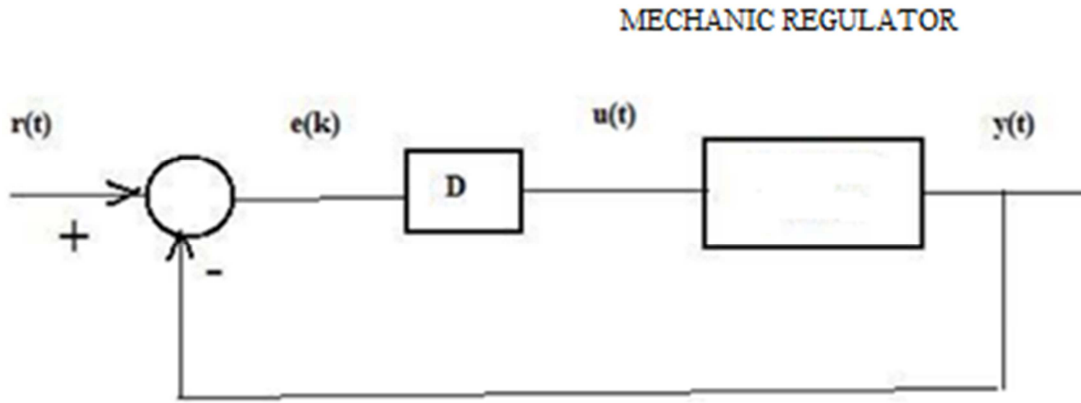 MECHANIC REGULATOR
r(t) e(k) u(t) y(t)
D
+
-